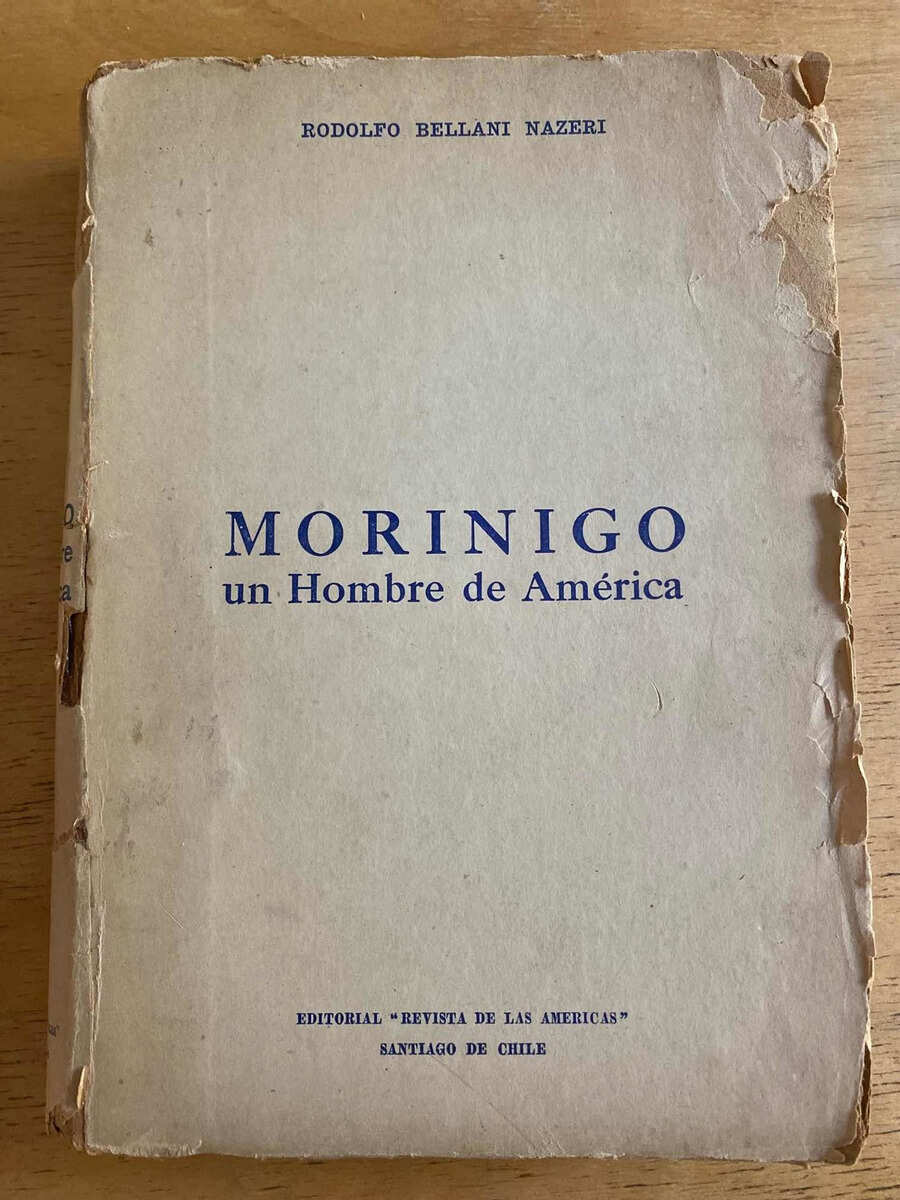 RODOLFO BELLANI NAZERI
MORINIGO
un Hombre de América
EDITORIAL "REVISTA DE LAS AMERICAS"
SANTIAGO DE CHILE